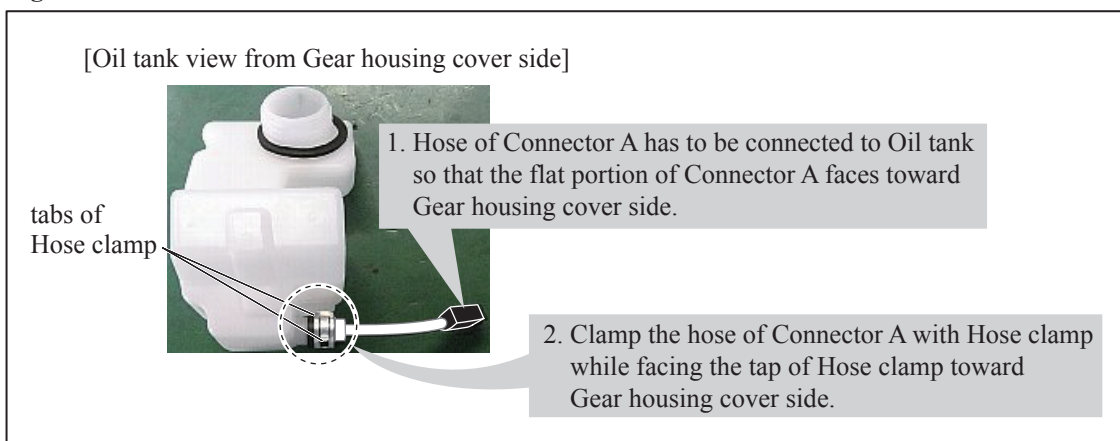 [Oil tank view from Gear housing cover side]
1. Hose of Connector A has to be connected to Oil tank
so that the flat portion of Connector A faces toward
Gear housing cover side.
tabs of
Hose clamp
2. Clamp the hose of Connector A with Hose clamp
while facing the tap of Hose clamp toward
Gear housing cover side.